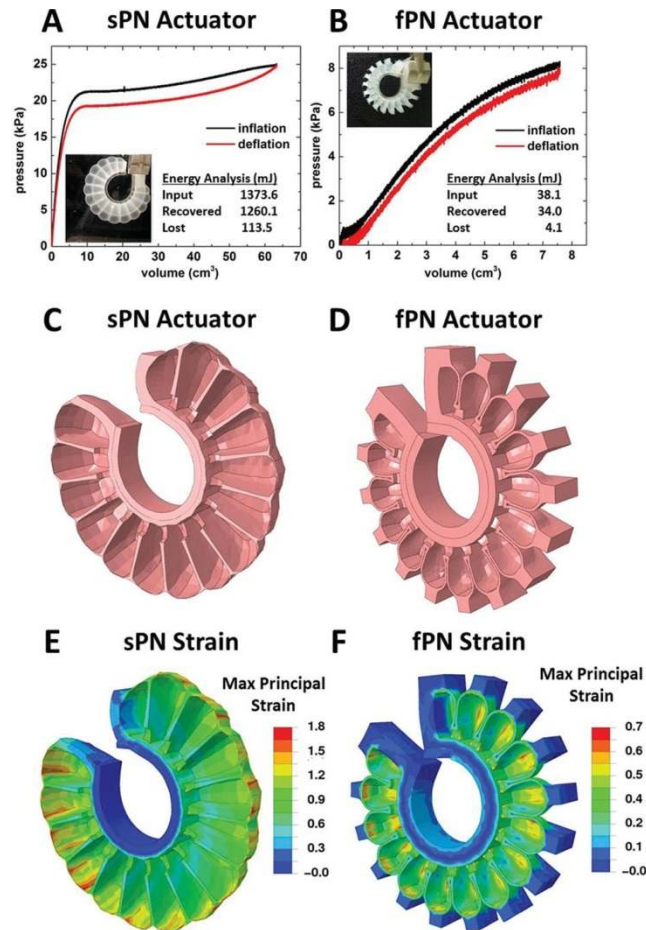 A sPN Actuator
25
20
15
10
5
0
pressure (kPa)
inflation
deflation
Energy Analysis (mJ)
Input 1373.6
Recovered 1260.1
Lost 113.5
0 10 20 30 40 50 60 70
volume (cm³)
B fPN Actuator
8
6
4
2
0
pressure (kPa)
inflation
deflation
Energy Analysis (mJ)
Input 38.1
Recovered 34.0
Lost 4.1
0 1 2 3 4 5 6 7 8
volume (cm³)
C sPN Actuator
D fPN Actuator
E sPN Strain
Max Principal
Strain
1.8
1.5
1.2
0.9
0.6
0.3
–0.0
F fPN Strain
Max Principal
Strain
0.7
0.6
0.5
0.4
0.2
0.1
–0.0